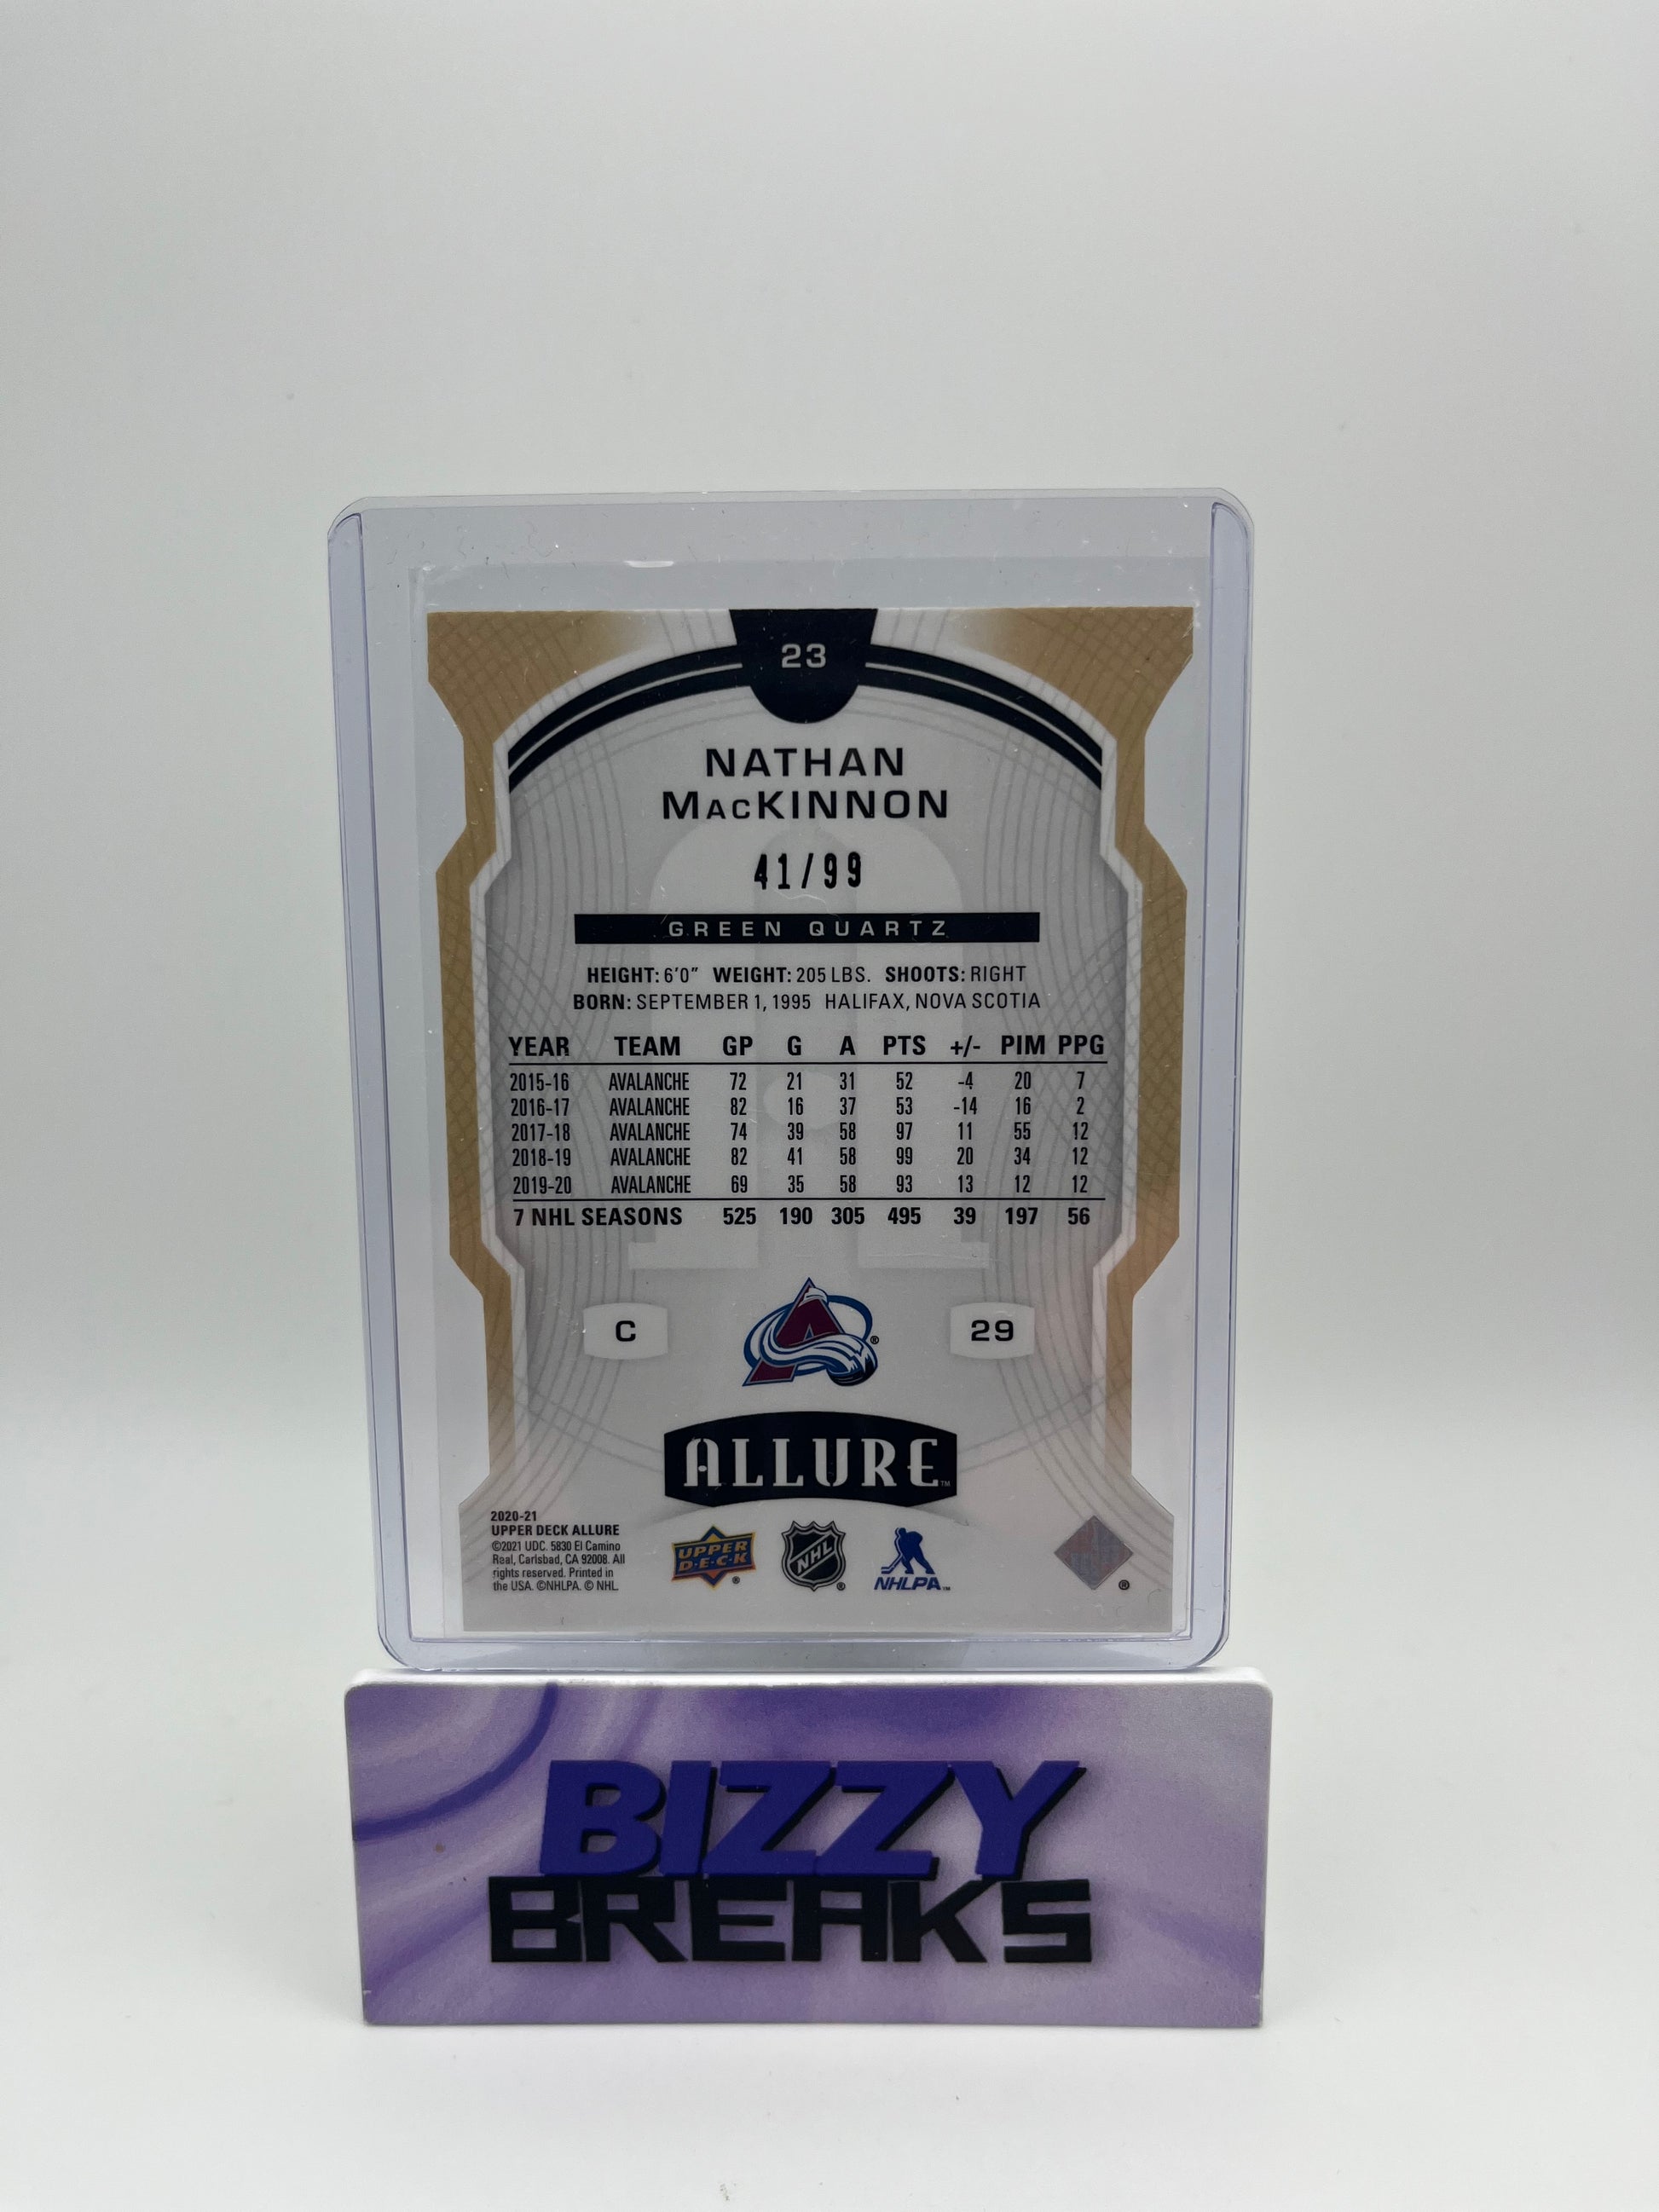 23
NATHAN
MacKINNON
41/99
GREEN QUARTZ
HEIGHT: 6'0" WEIGHT: 205 LBS. SHOOTS: RIGHT
BORN: SEPTEMBER 1, 1995 HALIFAX, NOVA SCOTIA
YEAR TEAM GP G A PTS +/- PIM PPG
2015-16 AVALANCHE 72 21 31 52 -4 20 7
2016-17 AVALANCHE 82 16 37 53 -14 16 2
2017-18 AVALANCHE 74 39 58 97 11 55 12
2018-19 AVALANCHE 82 41 58 99 20 34 12
2019-20 AVALANCHE 69 35 58 93 13 12 12
7 NHL SEASONS 525 190 305 495 39 197 56
C
A ®
29
ALLURE™
2020-21
UPPER DECK ALLURE
©2021 UDC. 5830 El Camino
Real, Carlsbad, CA 92008. All
rights reserved. Printed in
the USA. ©NHLPA. © NHL.
UPPER
D·E·C·K ®
NHL ®
NHLPA™
®
BIZZY
BREAKS